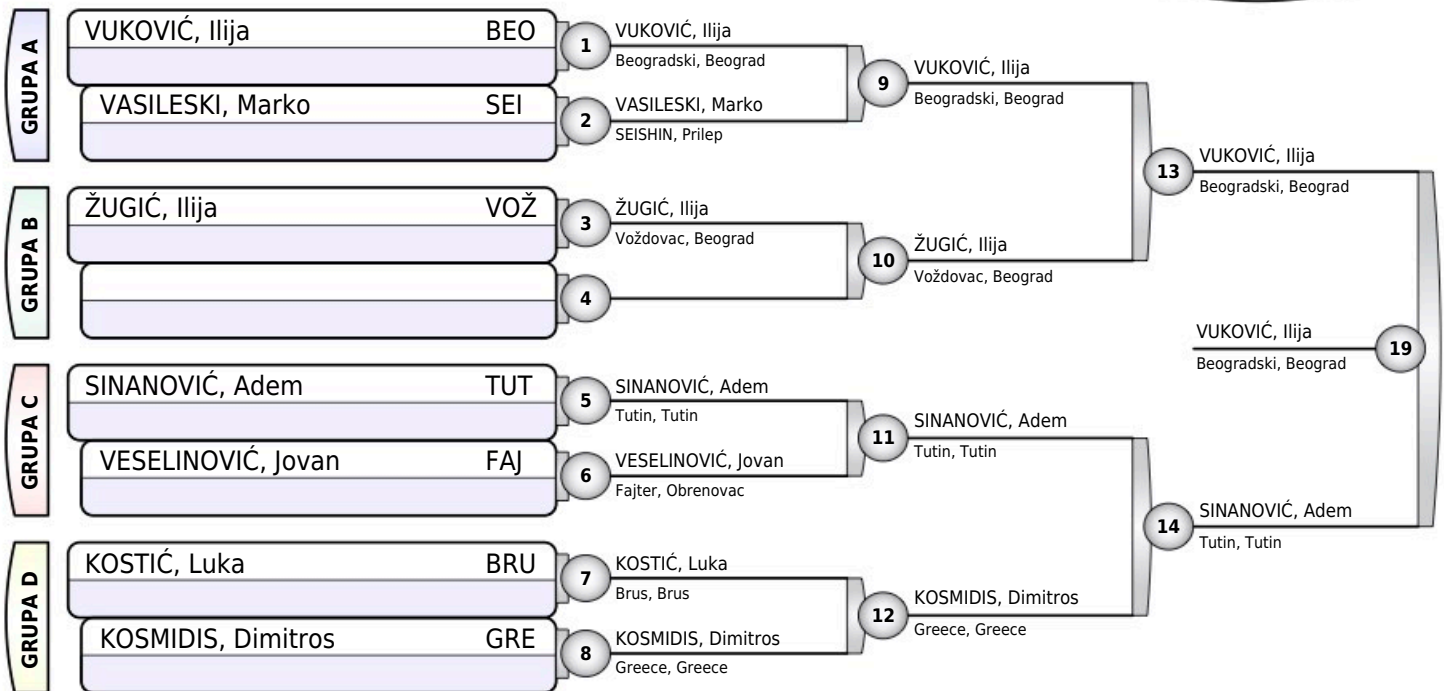 GRUPA A
VUKOVIĆ, Ilija BEO
VASILESKI, Marko SEI
1
VUKOVIĆ, Ilija
Beogradski, Beograd
2
VASILESKI, Marko
SEISHIN, Prilep
9
VUKOVIĆ, Ilija
Beogradski, Beograd
GRUPA B
ŽUGIĆ, Ilija VOŽ
3
ŽUGIĆ, Ilija
Voždovac, Beograd
4
10
ŽUGIĆ, Ilija
Voždovac, Beograd
13
VUKOVIĆ, Ilija
Beogradski, Beograd
VUKOVIĆ, Ilija
Beogradski, Beograd
19
GRUPA C
SINANOVIĆ, Adem TUT
VESELINOVIĆ, Jovan FAJ
5
SINANOVIĆ, Adem
Tutin, Tutin
6
VESELINOVIĆ, Jovan
Fajter, Obrenovac
11
SINANOVIĆ, Adem
Tutin, Tutin
14
SINANOVIĆ, Adem
Tutin, Tutin
GRUPA D
KOSTIĆ, Luka BRU
KOSMIDIS, Dimitros GRE
7
KOSTIĆ, Luka
Brus, Brus
8
KOSMIDIS, Dimitros
Greece, Greece
12
KOSMIDIS, Dimitros
Greece, Greece